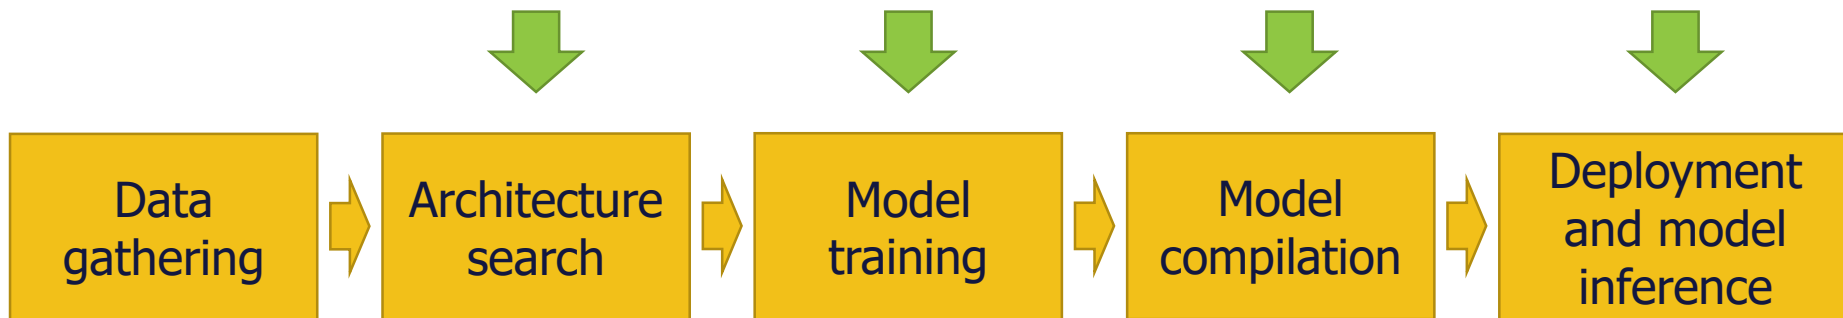 Data
gathering
Architecture
search
Model
training
Model
compilation
Deployment
and model
inference